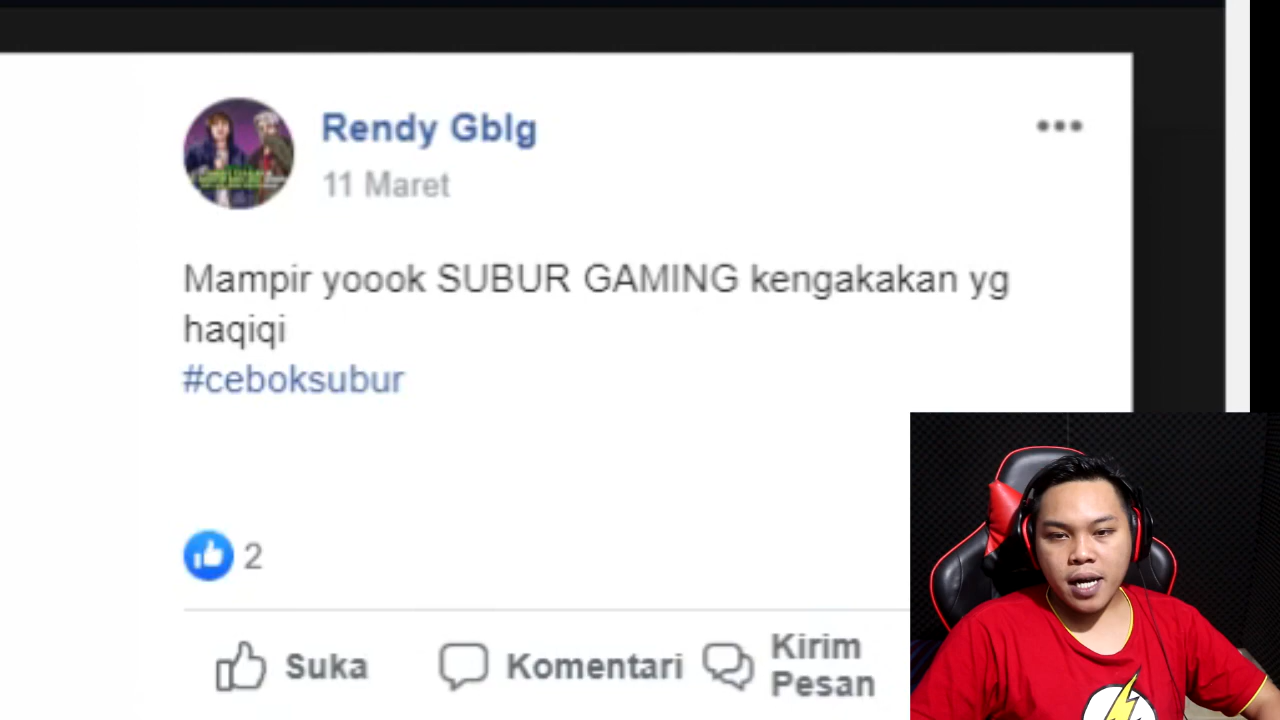 Rendy Gblg
11 Maret
Mampir yoook SUBUR GAMING kengakakan yg
haqiqi
#ceboksubur
2
Suka
Komentari
Kirim
Pesan